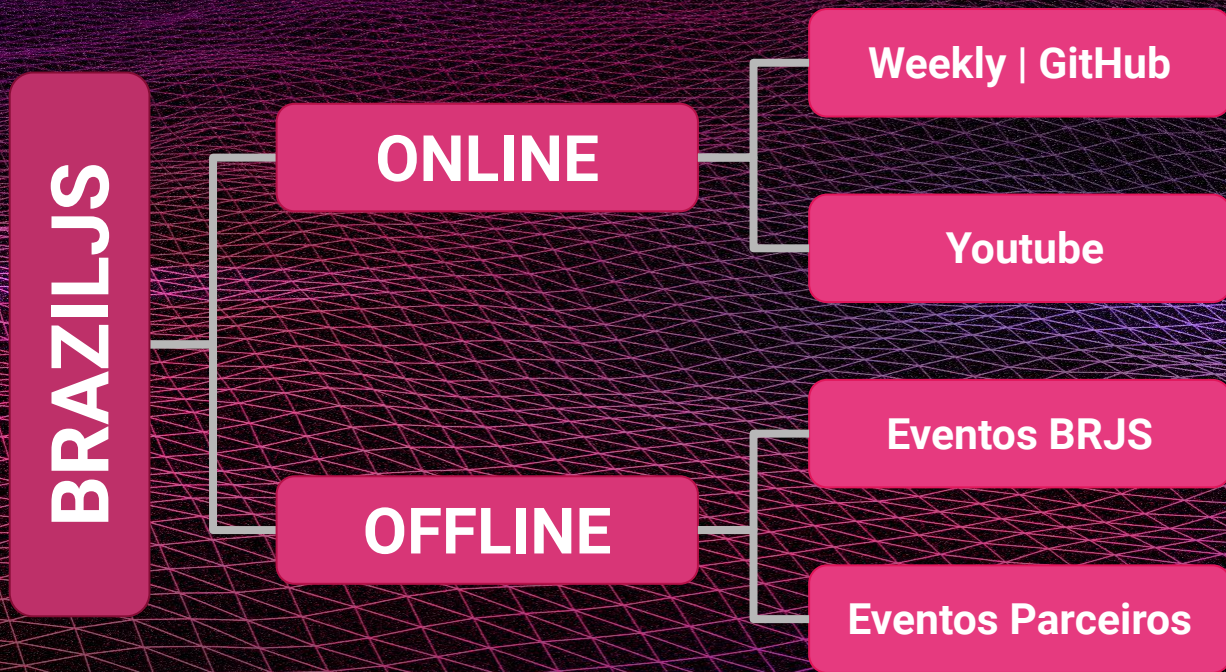 BRAZILJS
ONLINE
Weekly | GitHub
Youtube
OFFLINE
Eventos BRJS
Eventos Parceiros